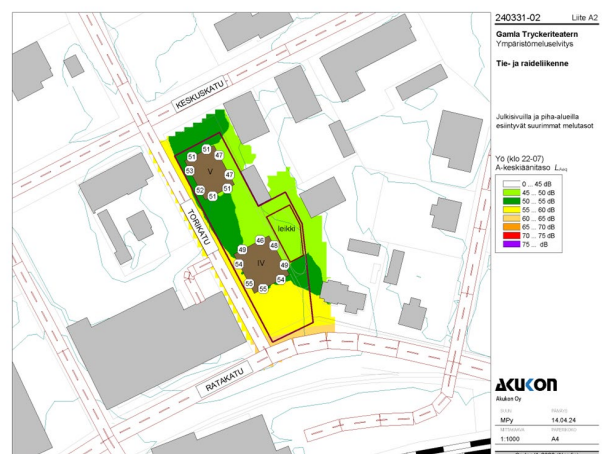 240331-02 Liite A2
Gamla Tryckeriteatern
Ympäristömeluselvitys
Tie- ja raideliikenne
Julkisivuilla ja piha-alueilla
esiintyvät suurimmat melutasot
Yö (klo 22-07)
A-keskiäänitaso
0 ... 45 dB
45 ... 50 dB
50 ... 55 dB
55 ... 60 dB
60 ... 65 dB
65 ... 70 dB
70 ... 75 dB
75 ... dB
KESKUSKATU
TORIKATU
RATAKATU
leikki
V
51
51
47
53
47
52
51
51
IV
46
48
49
54
49
55
55
54
AKUKON
Akukon Oy
MPy 14.04.24
1:1000 A4